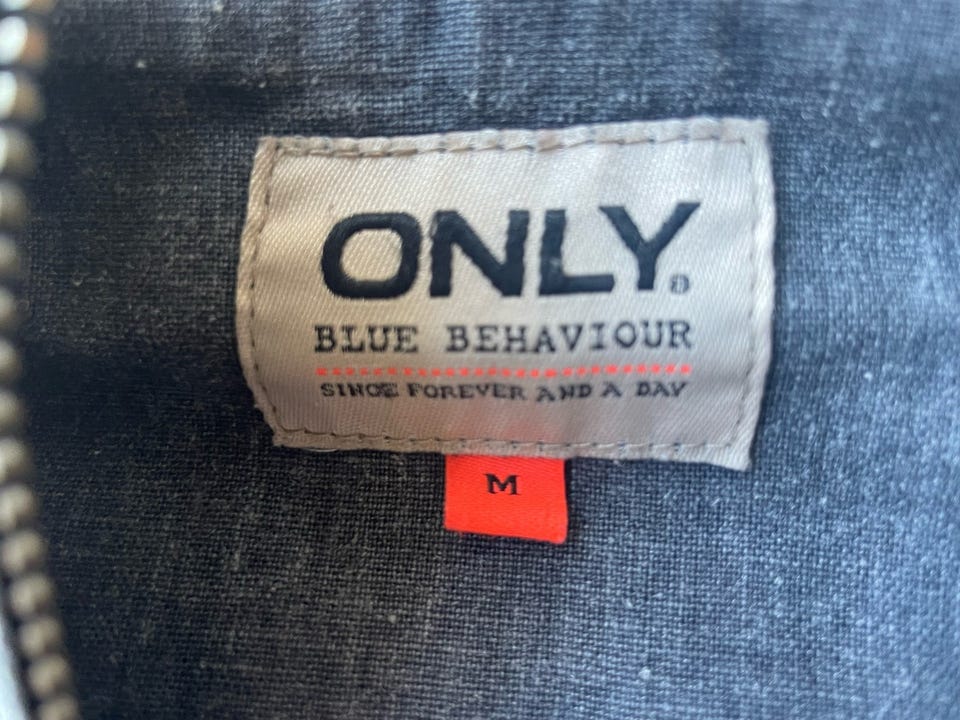 ONLY®
BLUE BEHAVIOUR
SINCE FOREVER AND A DAY
M